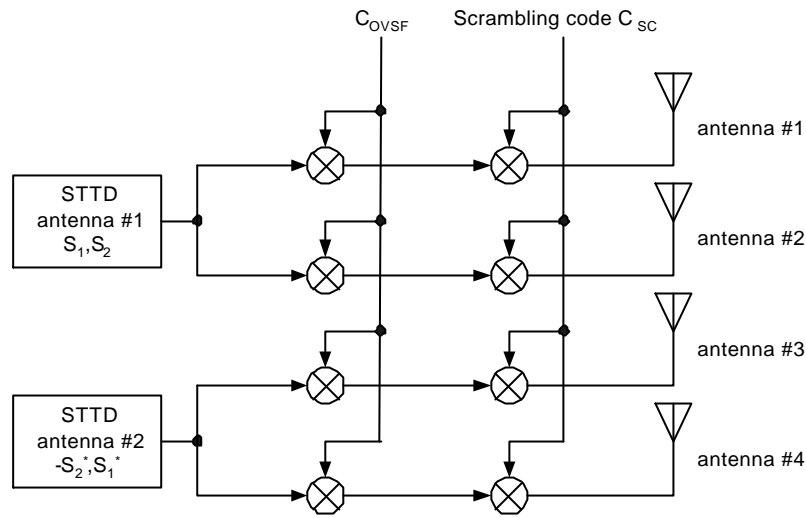 C_OVSF
Scrambling code C_SC
antenna #1
STTD
antenna #1
S_1,S_2
antenna #2
antenna #3
STTD
antenna #2
-S_2^*,S_1^*
antenna #4